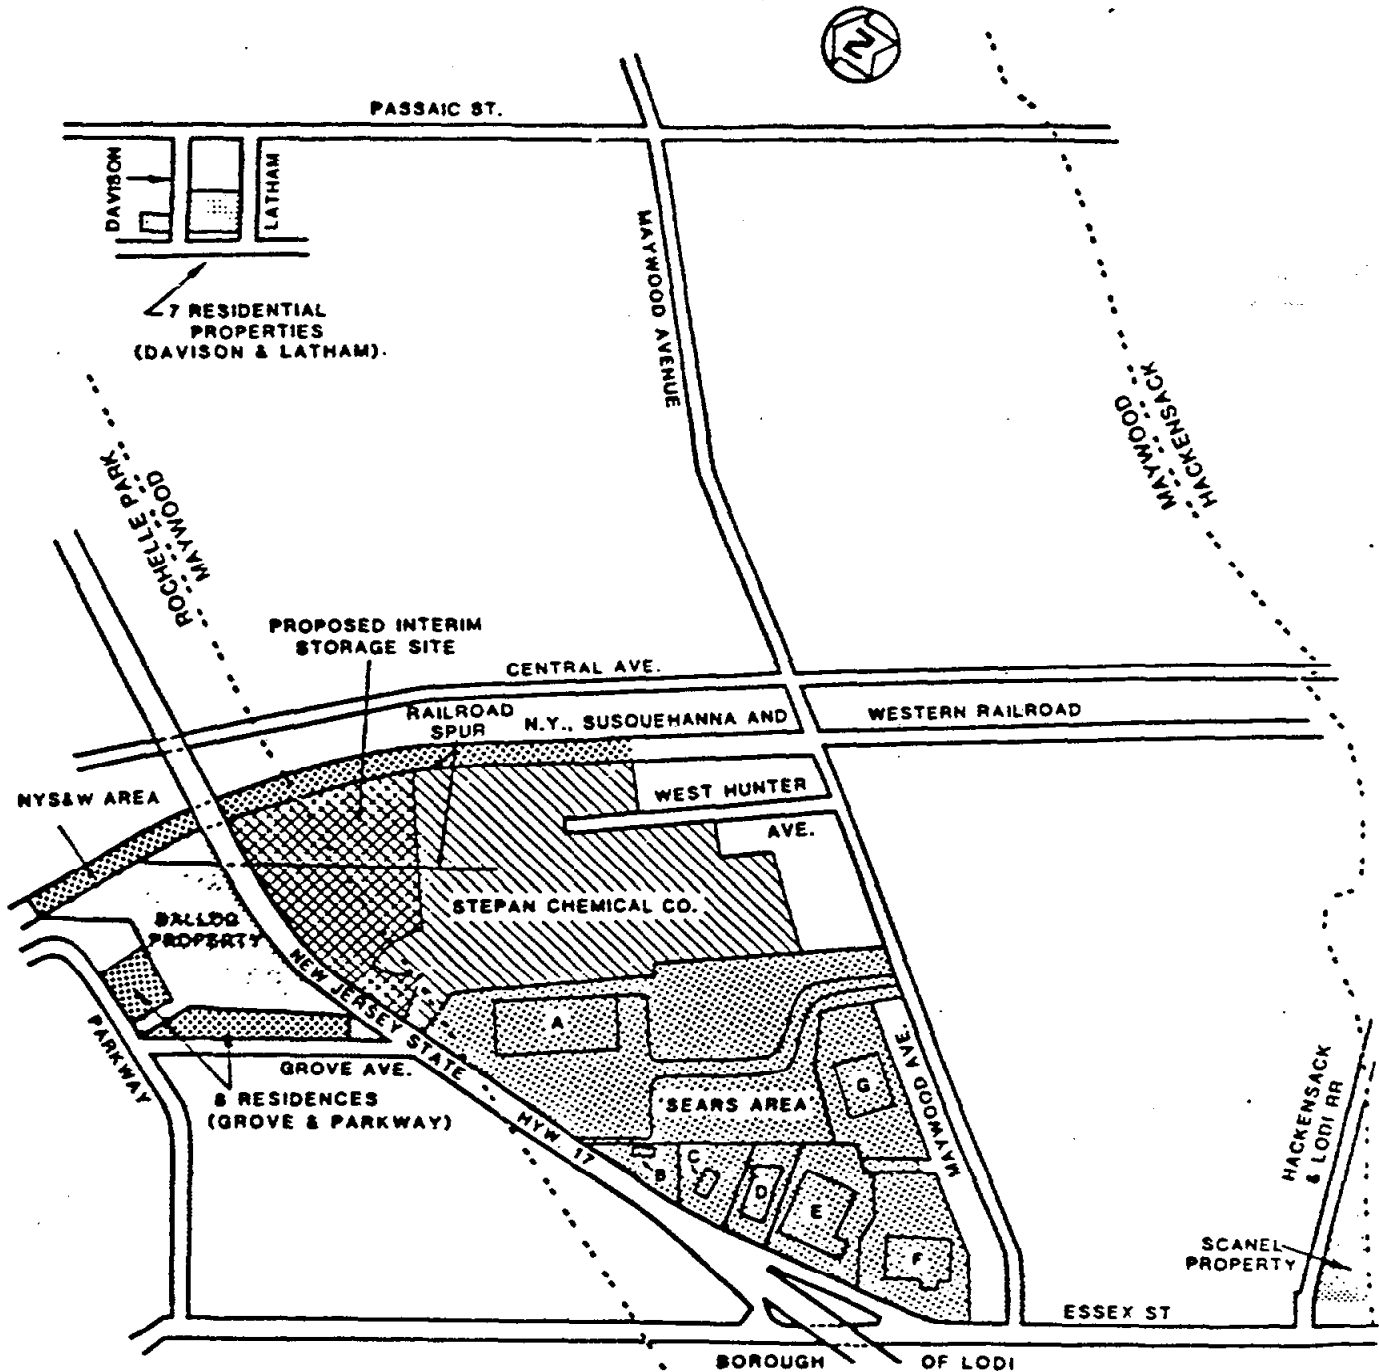 N
PASSAIC ST.
DAVISON
LATHAM
7 RESIDENTIAL
PROPERTIES
(DAVISON & LATHAM).
MAYWOOD AVENUE
MAYWOOD
HACKENSACK
ROCHELLE PARK
MAYWOOD
PROPOSED INTERIM
STORAGE SITE
CENTRAL AVE.
RAILROAD
SPUR
N.Y., SUSQUEHANNA AND
WESTERN RAILROAD
NYS&W AREA
WEST HUNTER
AVE.
STEPAN CHEMICAL CO.
BALLOD
PROPERTY
NEW JERSEY STATE
HYW. 17
PARKWAY
GROVE AVE.
8 RESIDENCES
(GROVE & PARKWAY)
A
'SEARS AREA'
G
MAYWOOD AVE.
B
C
D
E
F
HACKENSACK
& LODI RR
SCANEL
PROPERTY
ESSEX ST
BOROUGH
OF LODI